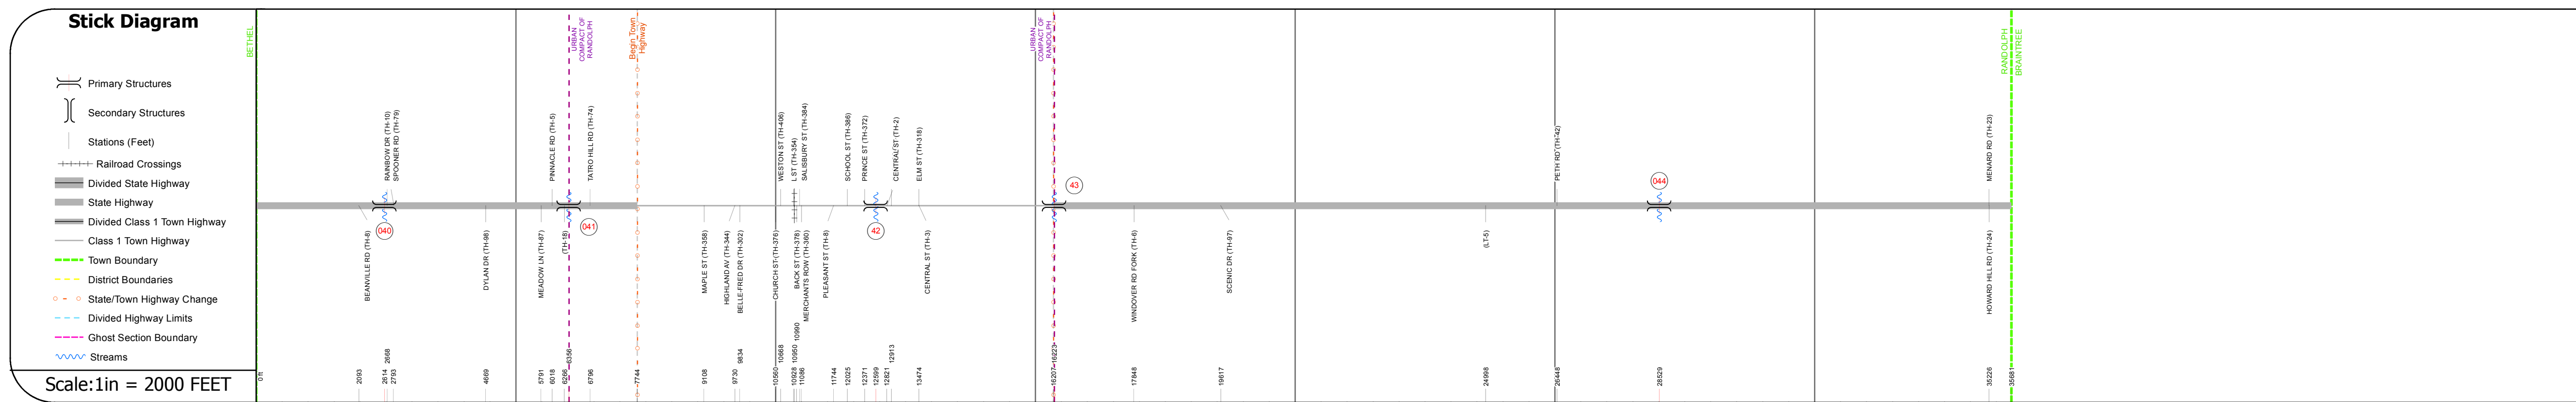 Stick Diagram
Primary Structures
Secondary Structures
Stations (Feet)
Railroad Crossings
Divided State Highway
State Highway
Divided Class 1 Town Highway
Class 1 Town Highway
Town Boundary
District Boundaries
State/Town Highway Change
Divided Highway Limits
Ghost Section Boundary
Streams
Scale:1in = 2000 FEET
BETHEL
URBAN
COMPACT OF
RANDOLPH
Begin Town
Highway
URBAN
COMPACT OF
RANDOLPH
RANDOLPH
BRAINTREE
RAINBOW DR (TH-10)
SPOONER RD (TH-79)
PINNACLE RD (TH-5)
TATRO HILL RD (TH-74)
WESTON ST (TH-406)
L ST (TH-354)
SALISBURY ST (TH-384)
SCHOOL ST (TH-386)
PRINCE ST (TH-372)
CENTRAL ST (TH-2)
ELM ST (TH-318)
PETH RD (TH-42)
MENARD RD (TH-23)
040
041
42
43
044
BEANVILLE RD (TH-8)
DYLAN DR (TH-98)
MEADOW LN (TH-87)
(TH-18)
MAPLE ST (TH-358)
HIGHLAND AV (TH-344)
BELLE-FRED DR (TH-302)
CHURCH ST (TH-376)
BACK ST (TH-378)
MERCHANTS ROW (TH-360)
PLEASANT ST (TH-8)
CENTRAL ST (TH-3)
WINDOVER RD FORK (TH-6)
SCENIC DR (TH-97)
(LT-5)
HOWARD HILL RD (TH-24)
0 ft
2093
2614
2668
2793
4669
5791
6018
6266
6356
6796
7744
9108
9730
9834
10560
10668
10928
10950
10990
11086
11744
12025
12371
12599
12821
12913
13474
16207
16223
17848
19617
24998
26448
28529
35226
35681